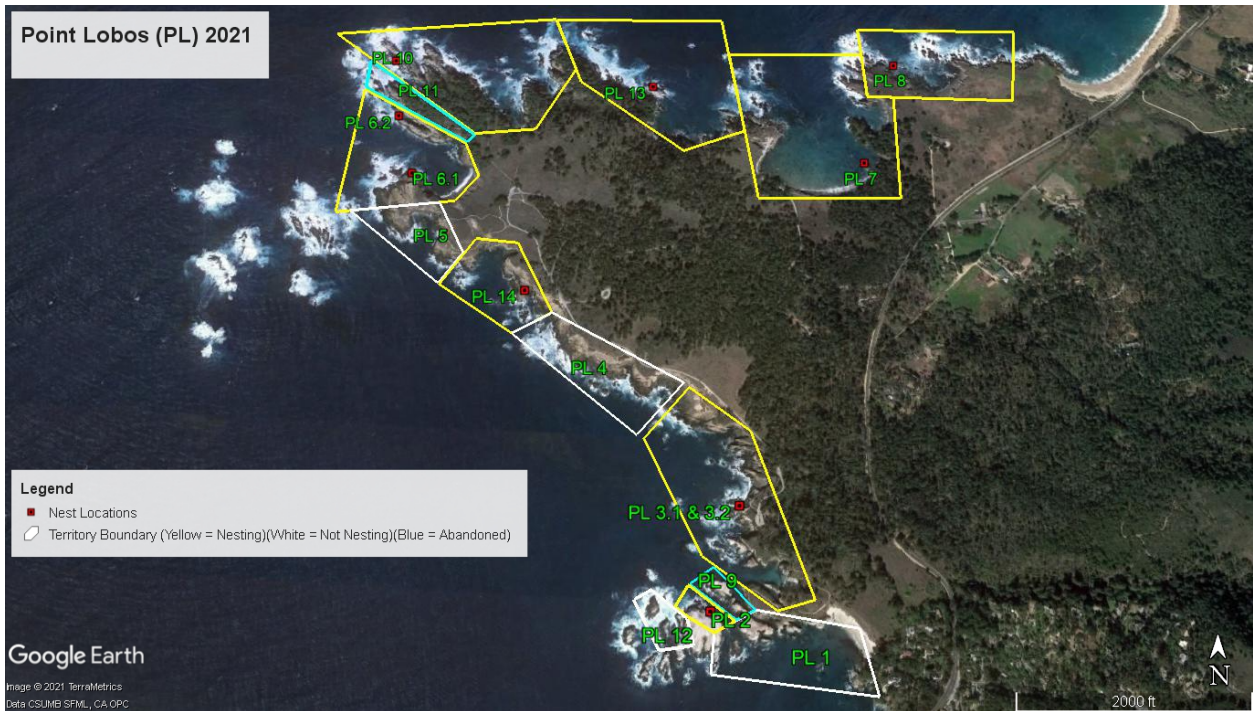 Point Lobos (PL) 2021
PL 10
PL 11
PL 6.2
PL 13
PL 8
PL 7
PL 6.1
PL 5
PL 14
PL 4
Legend
Nest Locations
Territory Boundary (Yellow = Nesting)(White = Not Nesting)(Blue = Abandoned)
PL 3.1 & 3.2
PL 9
PL 2
PL 12
PL 1
Google Earth
Image © 2021 TerraMetrics
Data CSUMB SFML, CA OPC
N
2000 ft